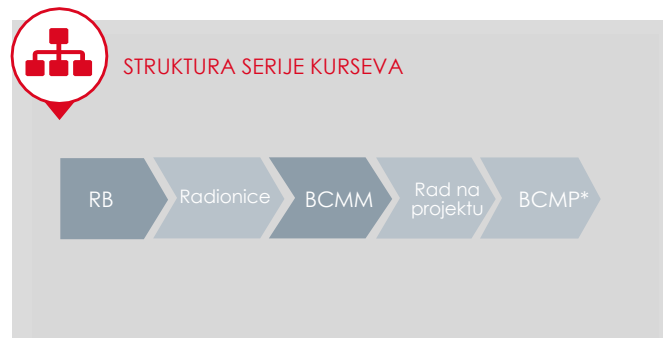 STRUKTURA SERIJE KURSEVA
RB
Radionice
BCMM
Rad na
projektu
BCMP*